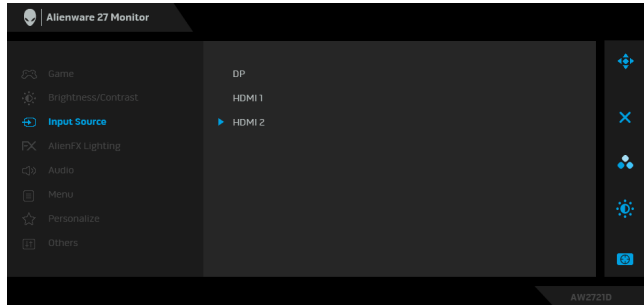 Alienware 27 Monitor
Game
DP
Brightness/Contrast
HDMI 1
Input Source
HDMI 2
AlienFX Lighting
Audio
Menu
Personalize
Others
AW2721D